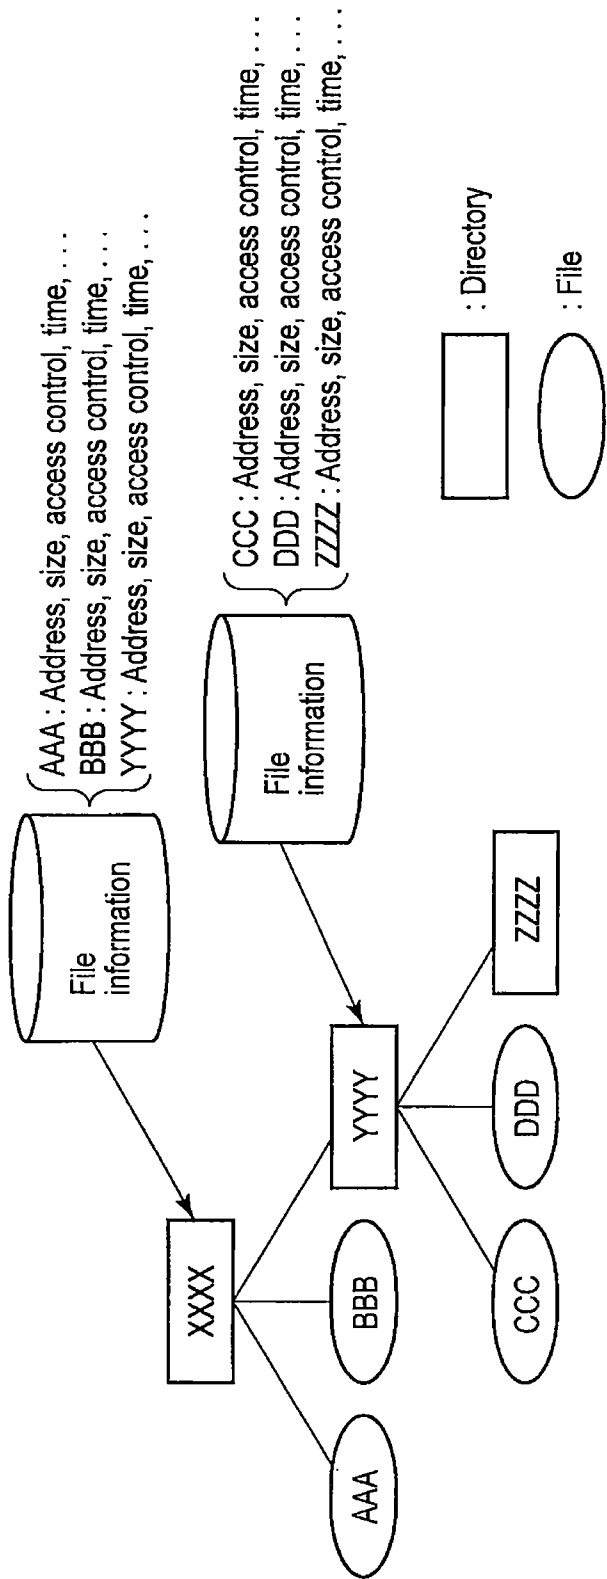 AAA : Address, size, access control, time, . . .
BBB : Address, size, access control, time, . . .
YYYY : Address, size, access control, time, . . .
File
information
CCC : Address, size, access control, time, . . .
DDD : Address, size, access control, time, . . .
ZZZZ : Address, size, access control, time, . . .
File
information
XXXX
AAA
BBB
YYYY
CCC
DDD
ZZZZ
: Directory
: File